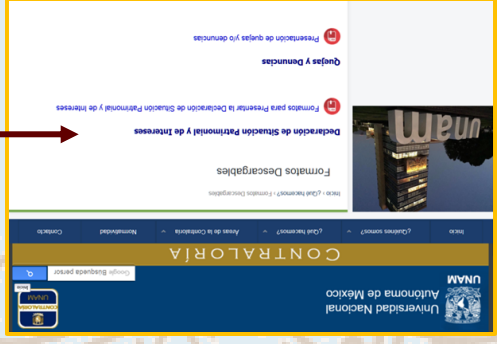 Universidad Nacional
Autónoma de México
UNAM
CONTRALORÍA
UNAM
Inicio
Google Búsqueda person
CONTRALORÍA
Inicio
¿Quiénes somos?
¿Qué hacemos?
Áreas de la Contraloría
Normatividad
Contacto
Inicio › ¿Qué hacemos? › Formatos Descargables
Formatos Descargables
Declaración de Situación Patrimonial y de Intereses
Formatos para Presentar la Declaración de Situación Patrimonial y de Intereses
Quejas y Denuncias
Presentación de quejas y/o denuncias
unam